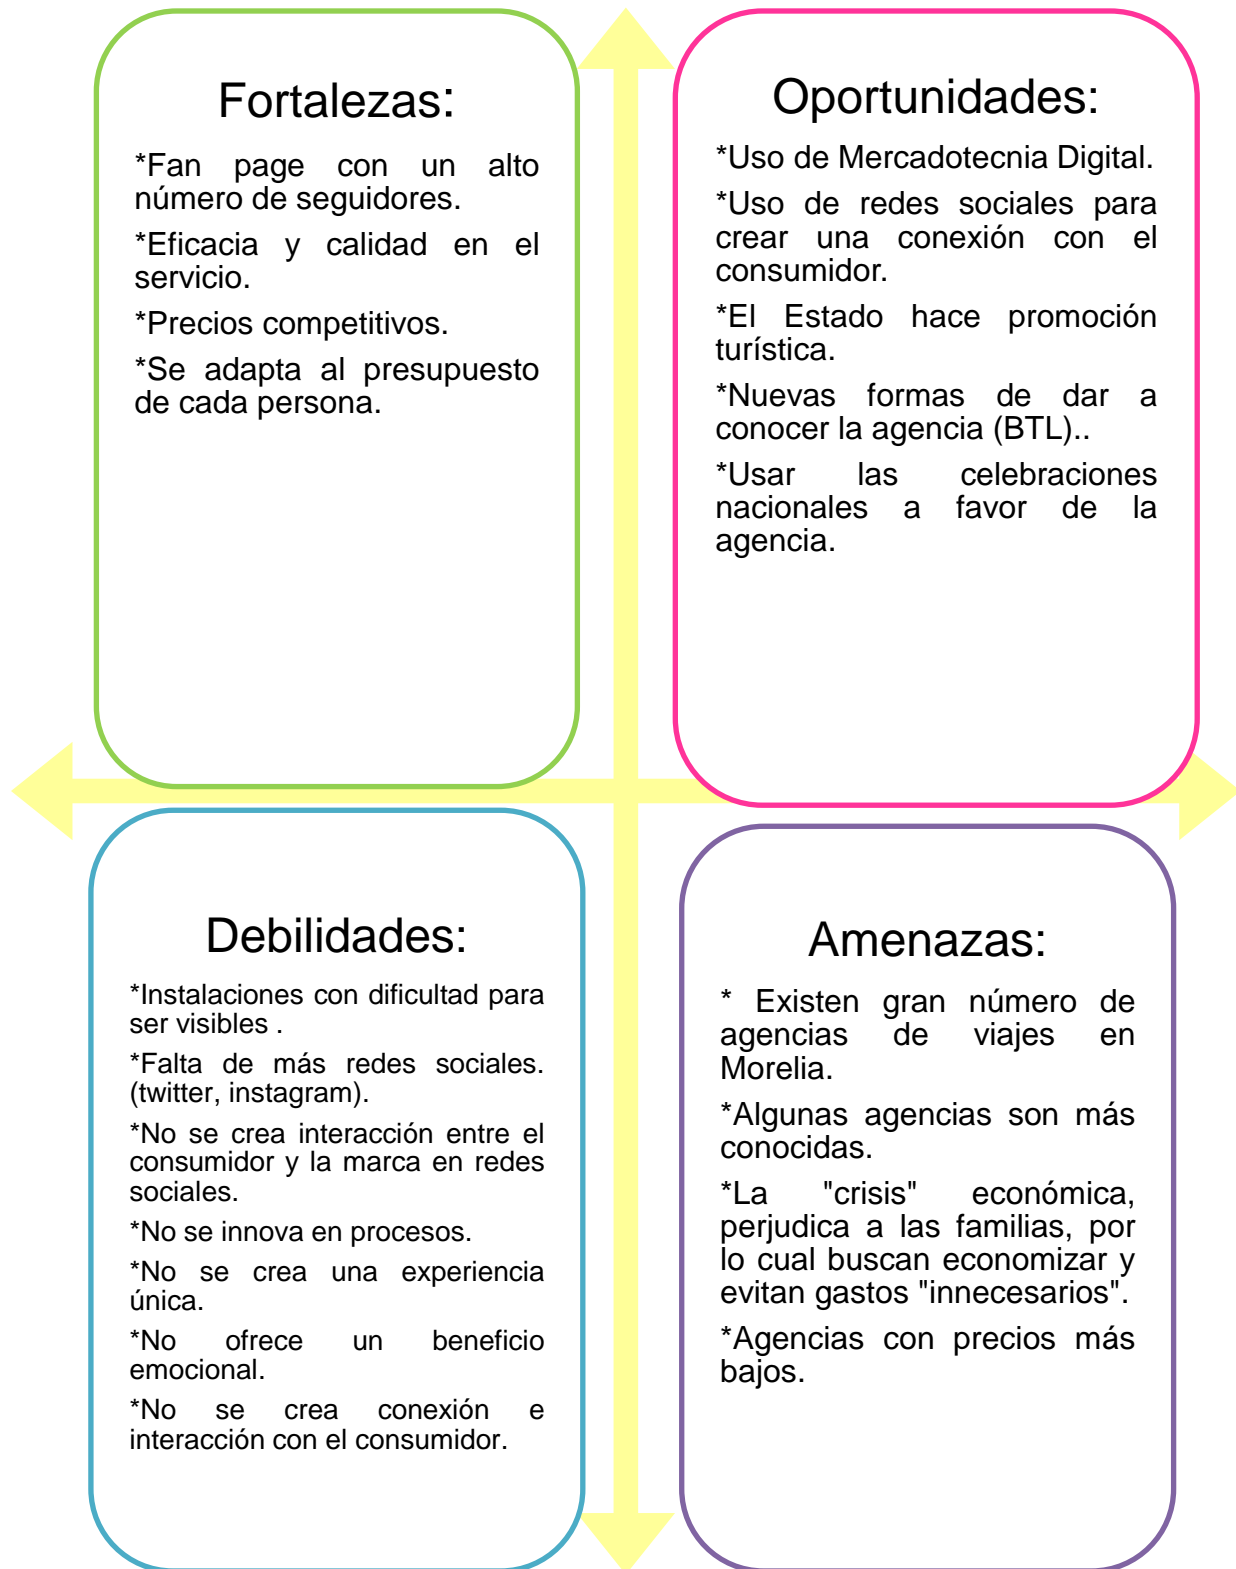 Fortalezas:
*Fan page con un alto
número de seguidores.
*Eficacia y calidad en el
servicio.
*Precios competitivos.
*Se adapta al presupuesto
de cada persona.
Oportunidades:
*Uso de Mercadotecnia Digital.
*Uso de redes sociales para
crear una conexión con el
consumidor.
*El Estado hace promoción
turística.
*Nuevas formas de dar a
conocer la agencia (BTL)..
*Usar las celebraciones
nacionales a favor de la
agencia.
Debilidades:
*Instalaciones con dificultad para
ser visibles .
*Falta de más redes sociales.
(twitter, instagram).
*No se crea interacción entre el
consumidor y la marca en redes
sociales.
*No se innova en procesos.
*No se crea una experiencia
única.
*No ofrece un beneficio
emocional.
*No se crea conexión e
interacción con el consumidor.
Amenazas:
* Existen gran número de
agencias de viajes en
Morelia.
*Algunas agencias son más
conocidas.
*La "crisis" económica,
perjudica a las familias, por
lo cual buscan economizar y
evitan gastos "innecesarios".
*Agencias con precios más
bajos.